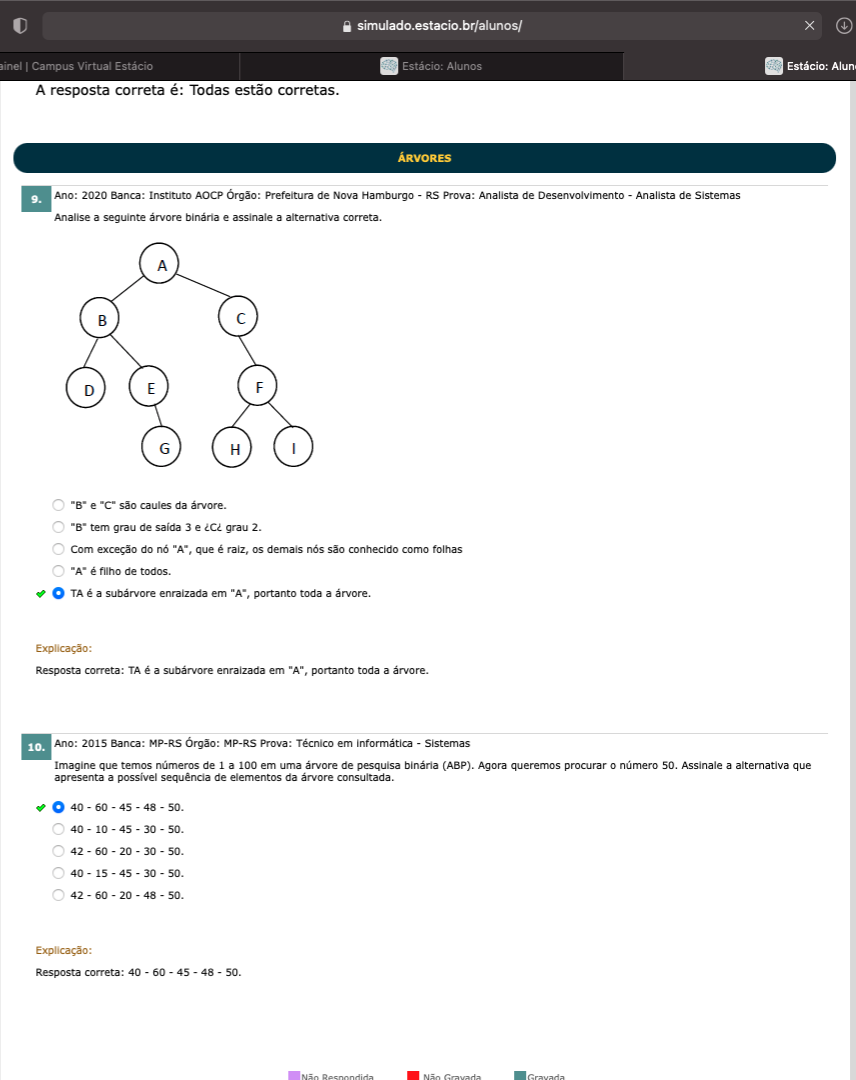 simulado.estacio.br/alunos/
ainel | Campus Virtual Estácio
Estácio: Alunos
Estácio: Alun
A resposta correta é: Todas estão corretas.
ÁRVORES
9.
Ano: 2020 Banca: Instituto AOCP Órgão: Prefeitura de Nova Hamburgo - RS Prova: Analista de Desenvolvimento - Analista de Sistemas
Analise a seguinte árvore binária e assinale a alternativa correta.
A
B C
D E F
G H I
"B" e "C" são caules da árvore.
"B" tem grau de saída 3 e ¿C¿ grau 2.
Com exceção do nó "A", que é raiz, os demais nós são conhecido como folhas
"A" é filho de todos.
TA é a subárvore enraizada em "A", portanto toda a árvore.
Explicação:
Resposta correta: TA é a subárvore enraizada em "A", portanto toda a árvore.
10.
Ano: 2015 Banca: MP-RS Órgão: MP-RS Prova: Técnico em informática - Sistemas
Imagine que temos números de 1 a 100 em uma árvore de pesquisa binária (ABP). Agora queremos procurar o número 50. Assinale a alternativa que
apresenta a possível sequência de elementos da árvore consultada.
40 - 60 - 45 - 48 - 50.
40 - 10 - 45 - 30 - 50.
42 - 60 - 20 - 30 - 50.
40 - 15 - 45 - 30 - 50.
42 - 60 - 20 - 48 - 50.
Explicação:
Resposta correta: 40 - 60 - 45 - 48 - 50.
Não Respondida Não Gravada Gravada